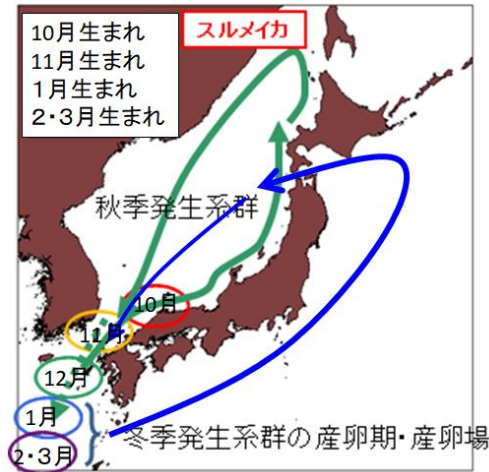 スルメイカ
10月生まれ
11月生まれ
1月生まれ
2・3月生まれ
秋季発生系群
10月
11月
12月
1月
2・3月
冬季発生系群の産卵期・産卵場